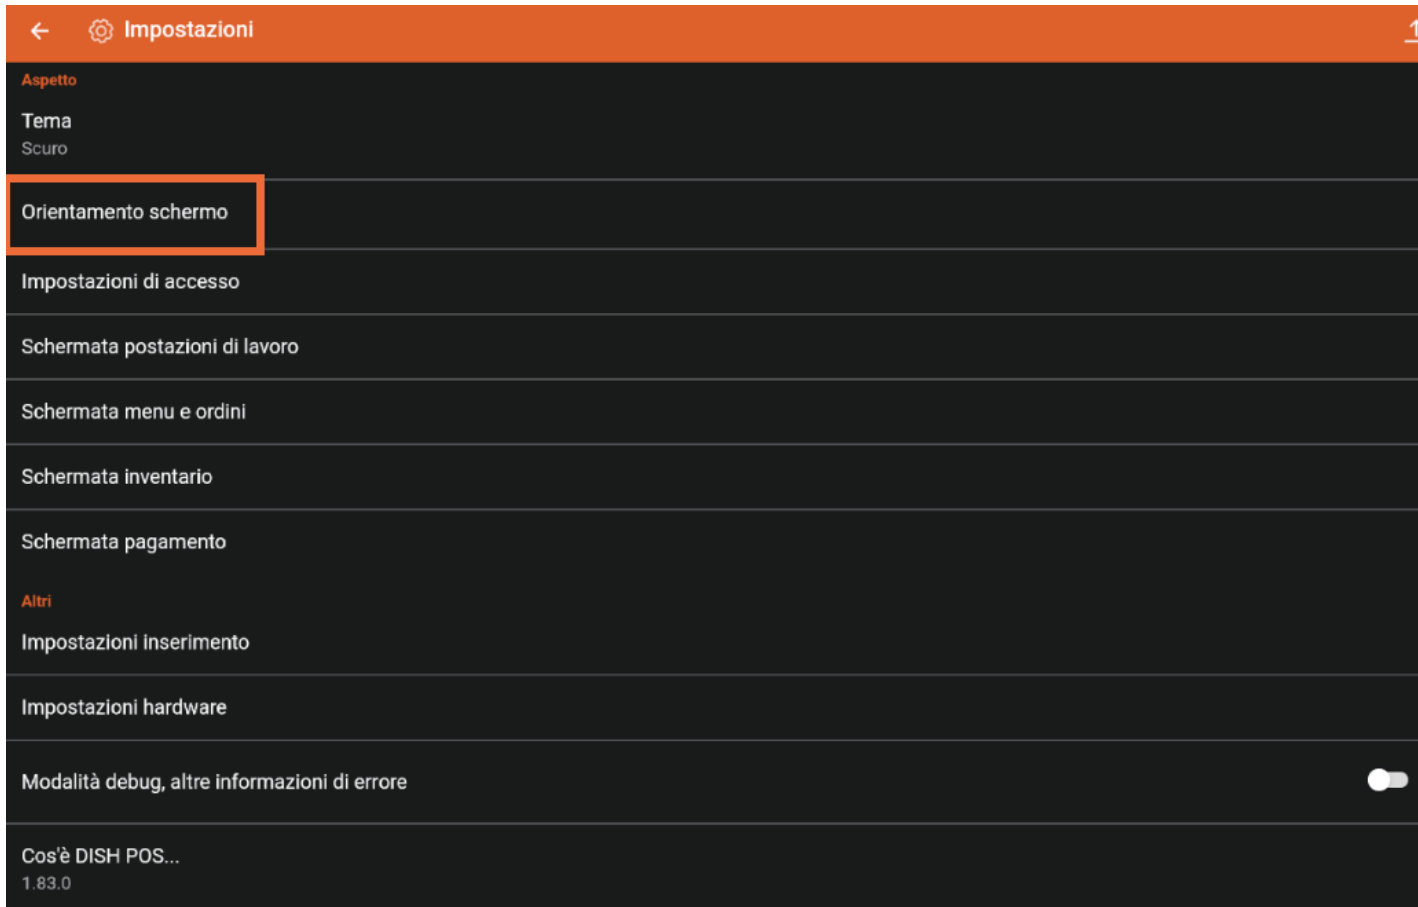 Impostazioni
Aspetto
Tema
Scuro
Orientamento schermo
Impostazioni di accesso
Schermata postazioni di lavoro
Schermata menu e ordini
Schermata inventario
Schermata pagamento
Altri
Impostazioni inserimento
Impostazioni hardware
Modalità debug, altre informazioni di errore
Cos'è DISH POS...
1.83.0